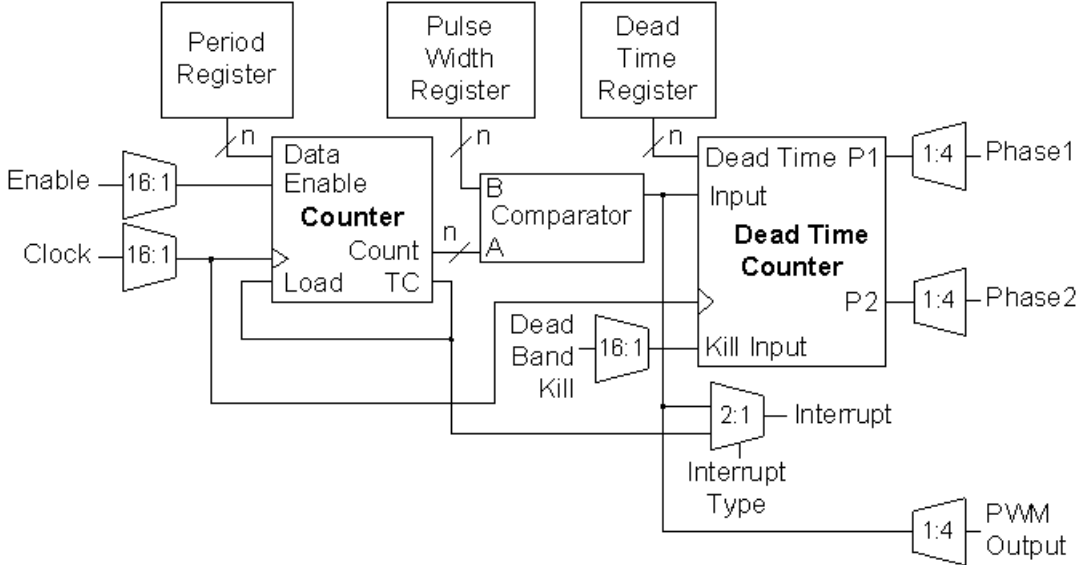 Period
Register
Pulse
Width
Register
Dead
Time
Register
n
n
n
Data
Enable
Counter
Count
Load
TC
Enable
16:1
Clock
16:1
n
B
Comparator
A
Dead Time
P1
Input
Dead Time
Counter
P2
Kill Input
1:4
Phase1
1:4
Phase2
Dead
Band
Kill
16:1
2:1
Interrupt
Interrupt
Type
1:4
PWM
Output